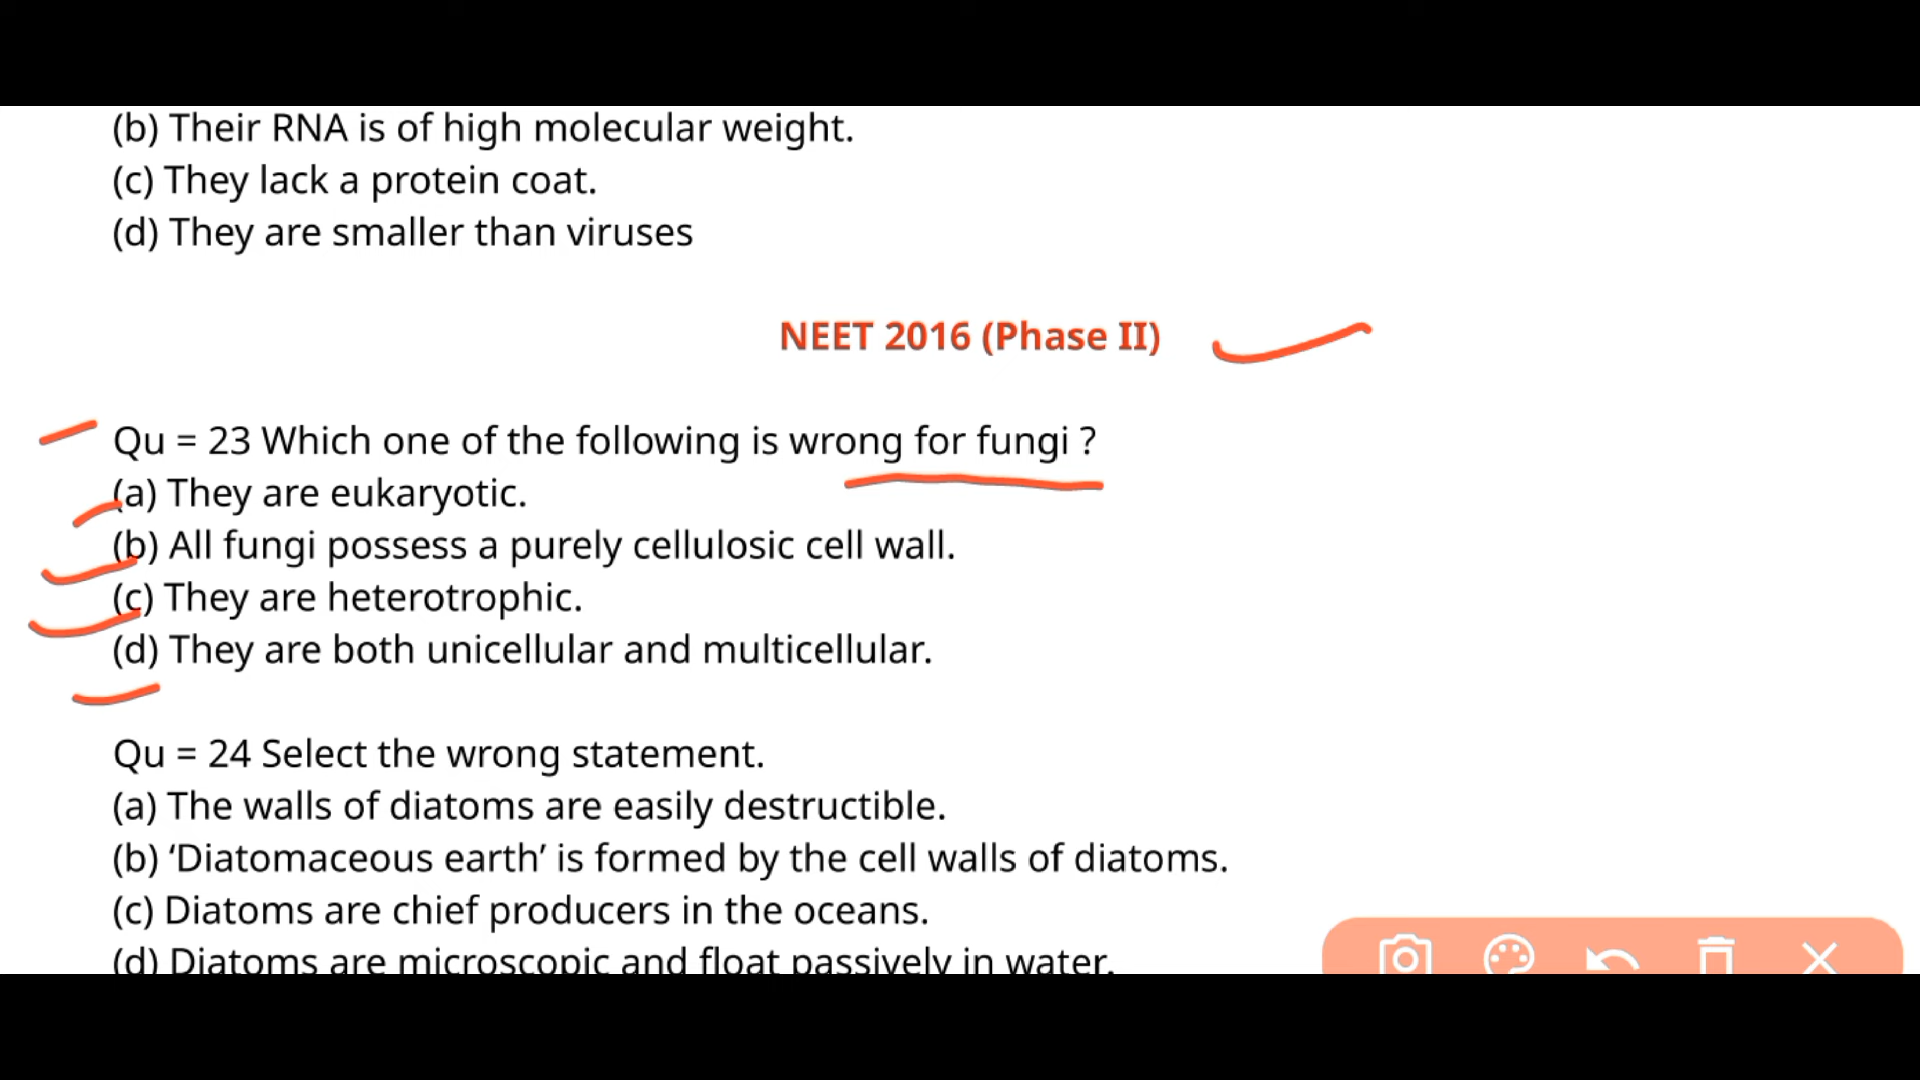 (b) Their RNA is of high molecular weight.
(c) They lack a protein coat.
(d) They are smaller than viruses
NEET 2016 (Phase II)
Qu = 23 Which one of the following is wrong for fungi ?
(a) They are eukaryotic.
(b) All fungi possess a purely cellulosic cell wall.
(c) They are heterotrophic.
(d) They are both unicellular and multicellular.
Qu = 24 Select the wrong statement.
(a) The walls of diatoms are easily destructible.
(b) ‘Diatomaceous earth’ is formed by the cell walls of diatoms.
(c) Diatoms are chief producers in the oceans.
(d) Diatoms are microscopic and float passively in water.